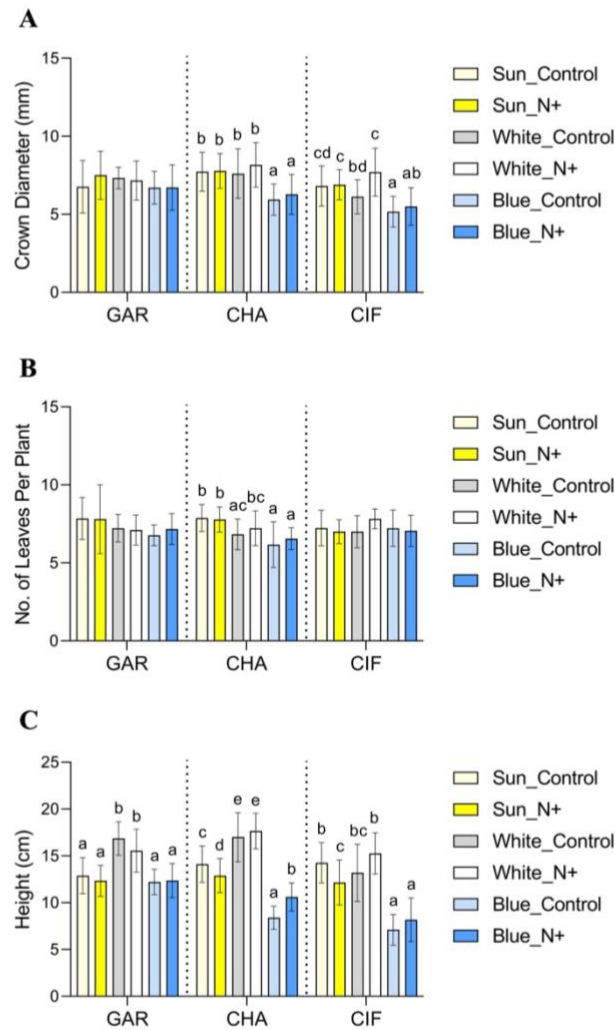 A
Crown Diameter (mm)
15
10
5
0
b b b b a a
cd c bd c a ab
GAR CHA CIF
Sun_Control
Sun_N+
White_Control
White_N+
Blue_Control
Blue_N+
B
No. of Leaves Per Plant
15
10
5
0
b b ac bc a a
GAR CHA CIF
Sun_Control
Sun_N+
White_Control
White_N+
Blue_Control
Blue_N+
C
Height (cm)
25
20
15
10
5
0
a a b b a a
c d e e a b
b c bc b a a
GAR CHA CIF
Sun_Control
Sun_N+
White_Control
White_N+
Blue_Control
Blue_N+